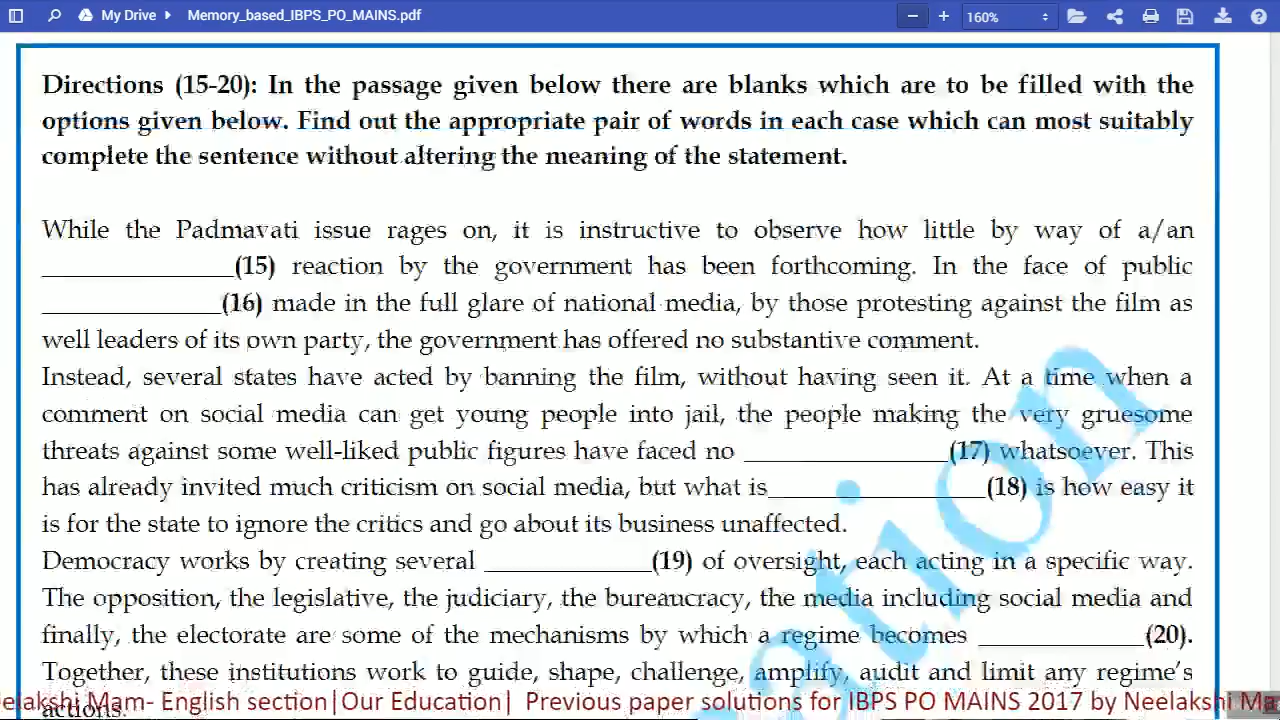 My Drive
Memory_based_IBPS_PO_MAINS.pdf
160%
Directions (15-20): In the passage given below there are blanks which are to be filled with the
options given below. Find out the appropriate pair of words in each case which can most suitably
complete the sentence without altering the meaning of the statement.
While the Padmavati issue rages on, it is instructive to observe how little by way of a/an
______________(15) reaction by the government has been forthcoming. In the face of public
_____________(16) made in the full glare of national media, by those protesting against the film as
well leaders of its own party, the government has offered no substantive comment.
Instead, several states have acted by banning the film, without having seen it. At a time when a
comment on social media can get young people into jail, the people making the very gruesome
threats against some well-liked public figures have faced no _______________(17) whatsoever. This
has already invited much criticism on social media, but what is________________(18) is how easy it
is for the state to ignore the critics and go about its business unaffected.
Democracy works by creating several ____________(19) of oversight, each acting in a specific way.
The opposition, the legislative, the judiciary, the bureaucracy, the media including social media and
finally, the electorate are some of the mechanisms by which a regime becomes ____________(20).
Together, these institutions work to guide, shape, challenge, amplify, audit and limit any regime's
actions.
ation
elakshi Mam- English section|Our Education| Previous paper solutions for IBPS PO MAINS 2017 by Neelakshi Ma